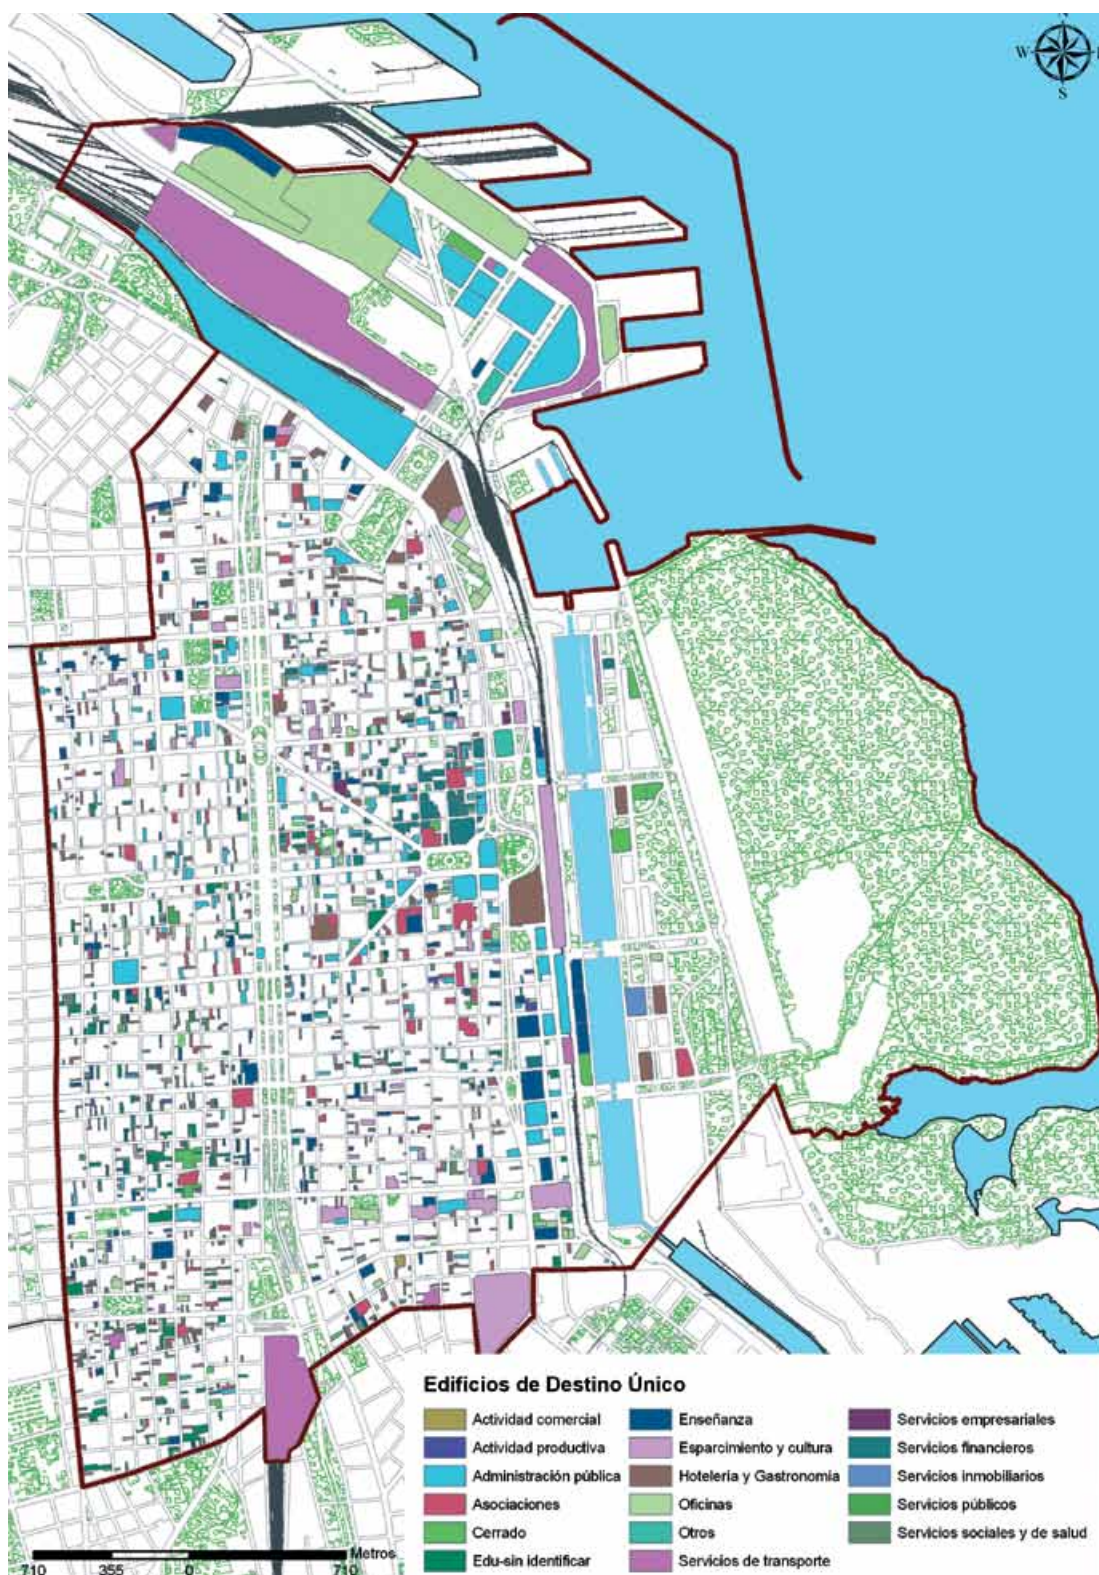 N
W
S
Edificios de Destino Único
Actividad comercial
Actividad productiva
Administración pública
Asociaciones
Cerrado
Edu-sin identificar
Enseñanza
Esparcimiento y cultura
Hotelería y Gastronomía
Oficinas
Otros
Servicios de transporte
Servicios empresariales
Servicios financieros
Servicios inmobiliarios
Servicios públicos
Servicios sociales y de salud
Metros
710 355 0 710